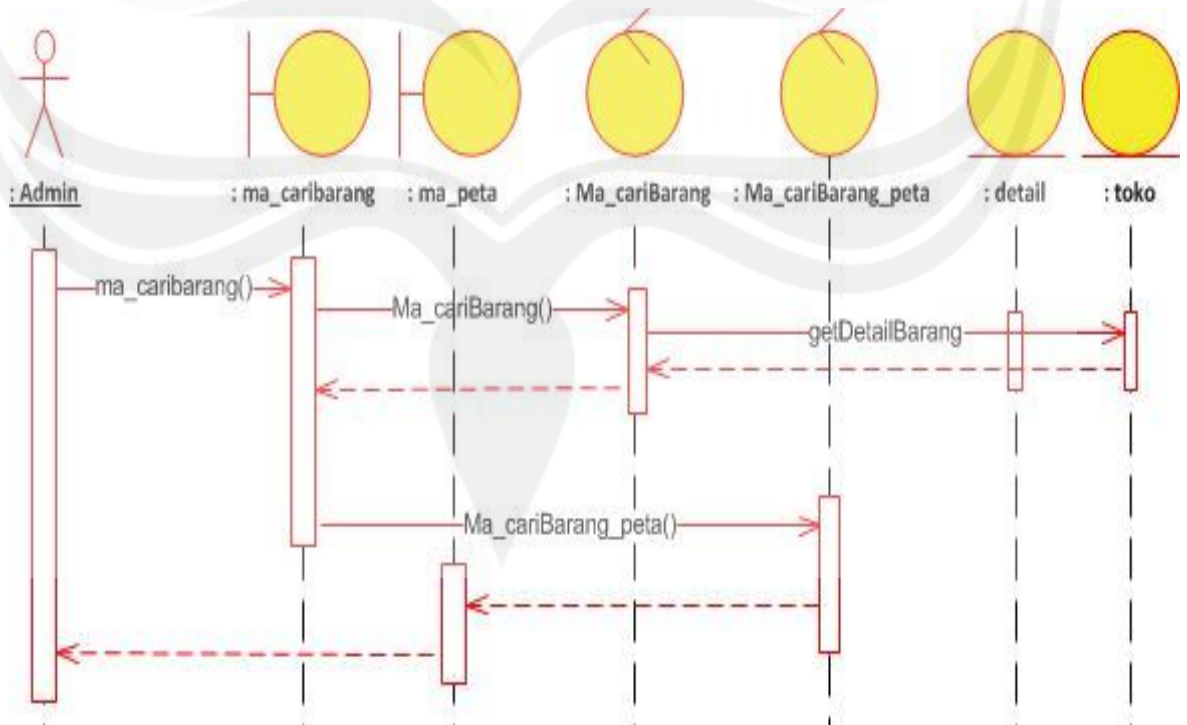 : Admin
: ma_caribarang
: ma_peta
: Ma_cariBarang
: Ma_cariBarang_peta
: detail
: toko
ma_caribarang()
Ma_cariBarang()
getDetailBarang
Ma_cariBarang_peta()